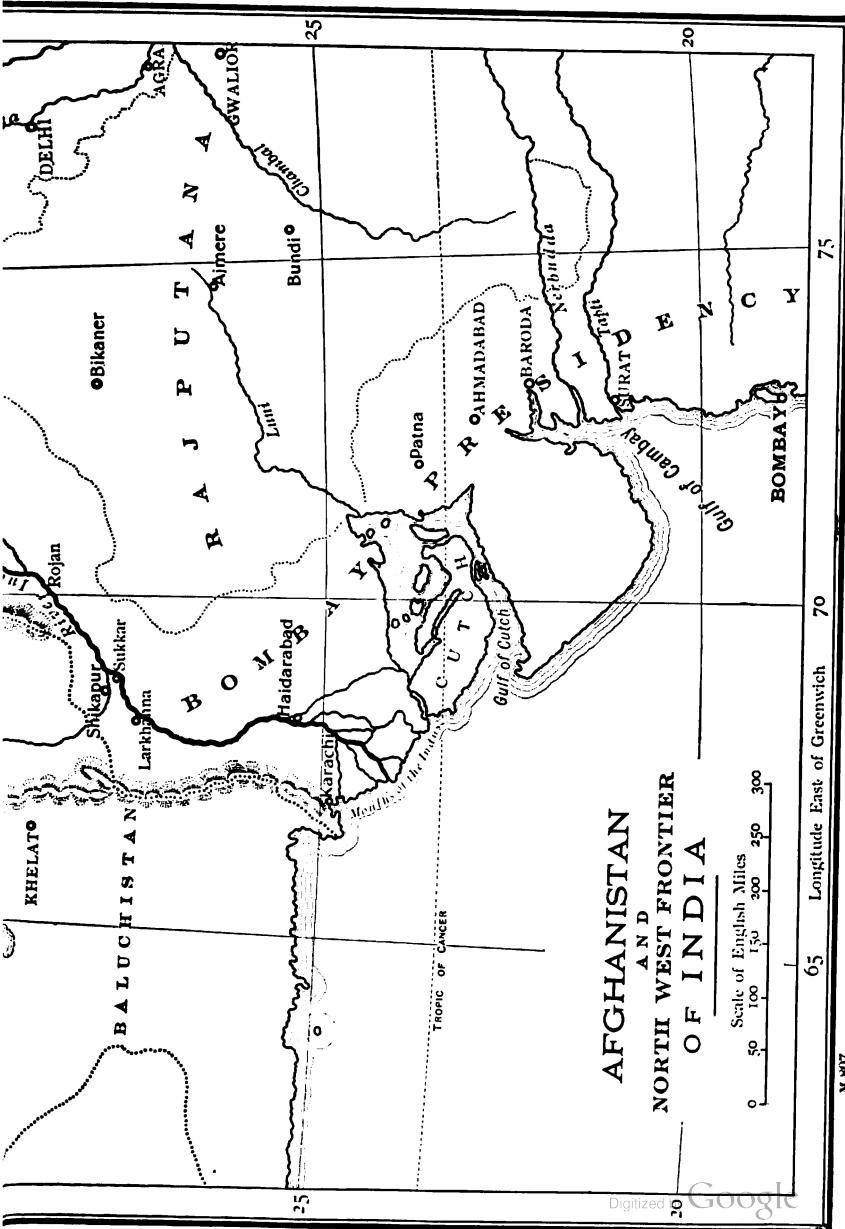 25
20
AGRA
GWALIOR
DELHI
Chambal
Bundi
Ajmere
75
RAJPUTANA
Bikaner
Luni
Nerbudda
Tapti
AHMADABAD
BARODA
SURAT
Patna
BOMBAY PRESIDENCY
BOMBAY
Gulf of Cambay
Rojan
River
70
Sukkar
Shikapur
Larkhanna
Haidarabad
CUTCH
Gulf of Cutch
Karachi
Mouths of the Indus
KHELAT
BALUCHISTAN
TROPIC OF CANCER
AFGHANISTAN
AND
NORTH WEST FRONTIER
OF INDIA
Scale of English Miles
0 50 100 150 200 250 300
65
Longitude East of Greenwich
25
20
Digitized by Google